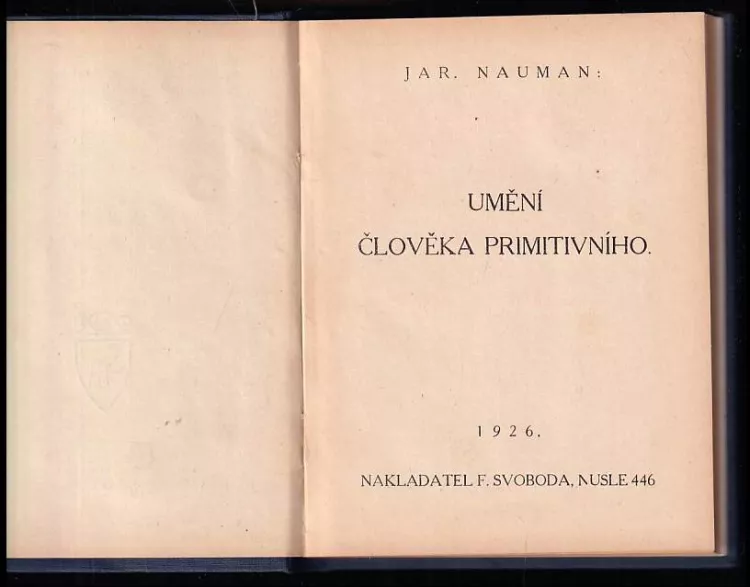 JAR. NAUMAN:
UMĚNÍ
ČLOVĚKA PRIMITIVNÍHO.
1926.
NAKLADATEL F. SVOBODA, NUSLE 446